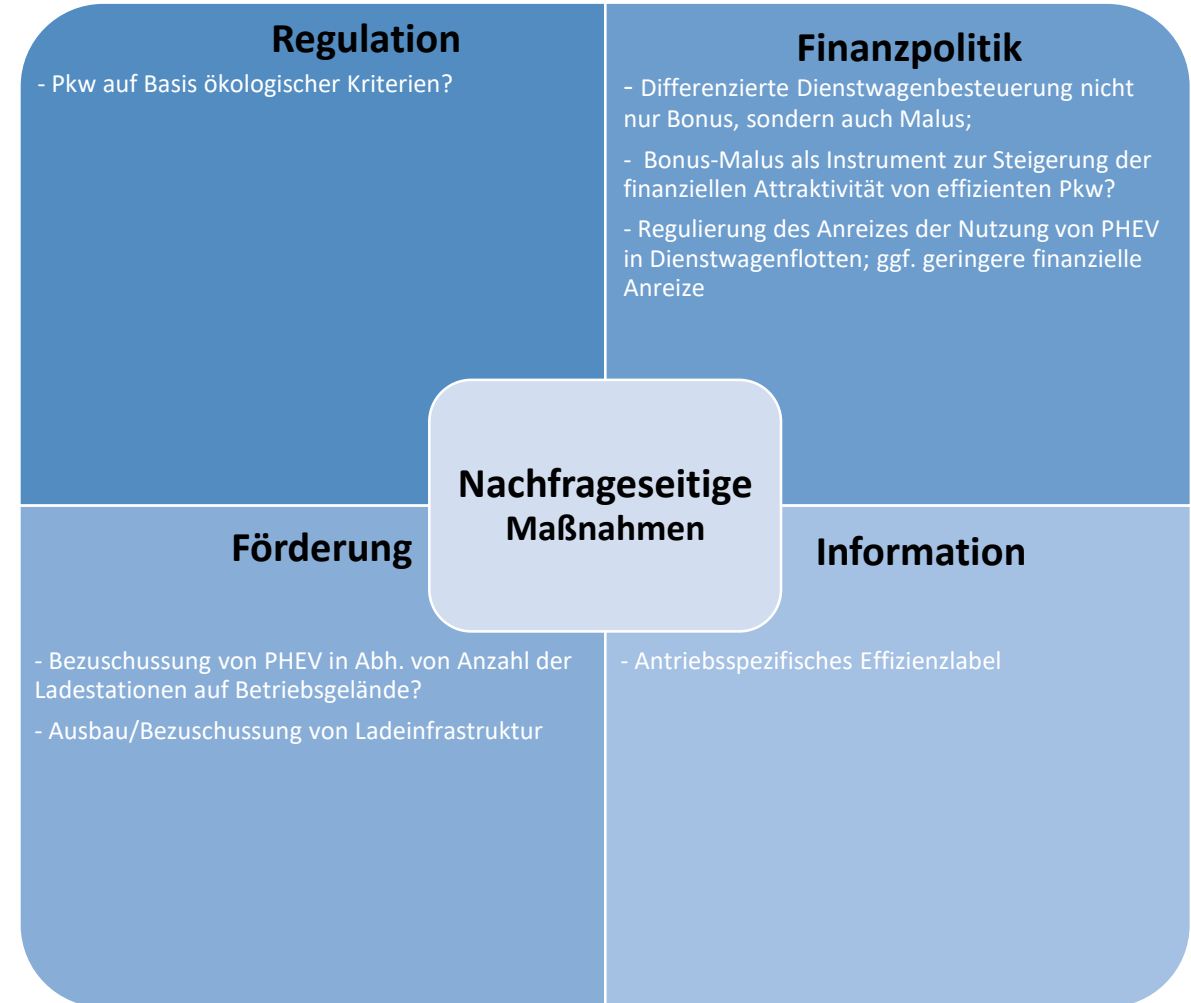 Regulation
- Pkw auf Basis ökologischer Kriterien?
Finanzpolitik
- Differenzierte Dienstwagenbesteuerung nicht
nur Bonus, sondern auch Malus;
- Bonus-Malus als Instrument zur Steigerung der
finanziellen Attraktivität von effizienten Pkw?
- Regulierung des Anreizes der Nutzung von PHEV
in Dienstwagenflotten; ggf. geringere finanzielle
Anreize
Nachfrageseitige
Maßnahmen
Förderung
- Bezuschussung von PHEV in Abh. von Anzahl der
Ladestationen auf Betriebsgelände?
- Ausbau/Bezuschussung von Ladeinfrastruktur
Information
- Antriebsspezifisches Effizienzlabel